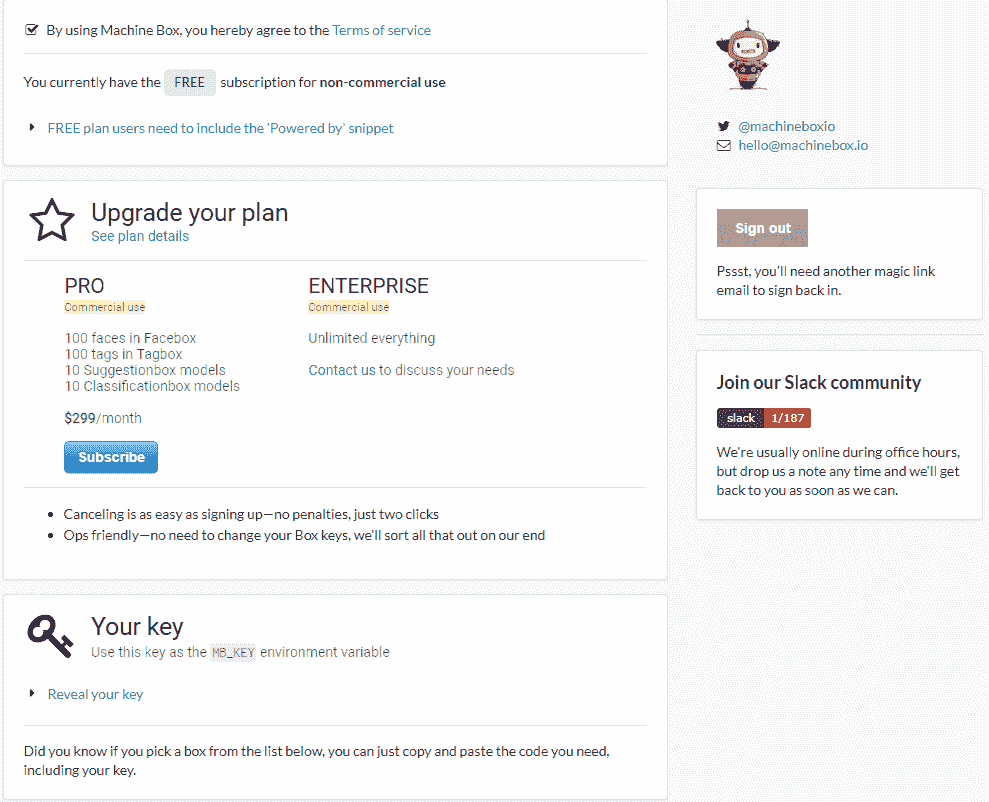 By using Machine Box, you hereby agree to the Terms of service
You currently have the FREE subscription for non-commercial use
FREE plan users need to include the 'Powered by' snippet
Upgrade your plan
See plan details
PRO
Commercial use
100 faces in Facebox
100 tags in Tagbox
10 Suggestionbox models
10 Classificationbox models
$299/month
Subscribe
ENTERPRISE
Commercial use
Unlimited everything
Contact us to discuss your needs
Canceling is as easy as signing up—no penalties, just two clicks
Ops friendly—no need to change your Box keys, we'll sort all that out on our end
Your key
Use this key as the MB_KEY environment variable
Reveal your key
Did you know if you pick a box from the list below, you can just copy and paste the code you need,
including your key.
@machineboxio
hello@machinebox.io
Sign out
Pssst, you'll need another magic link
email to sign back in.
Join our Slack community
slack 1/187
We're usually online during office hours,
but drop us a note any time and we'll get
back to you as soon as we can.